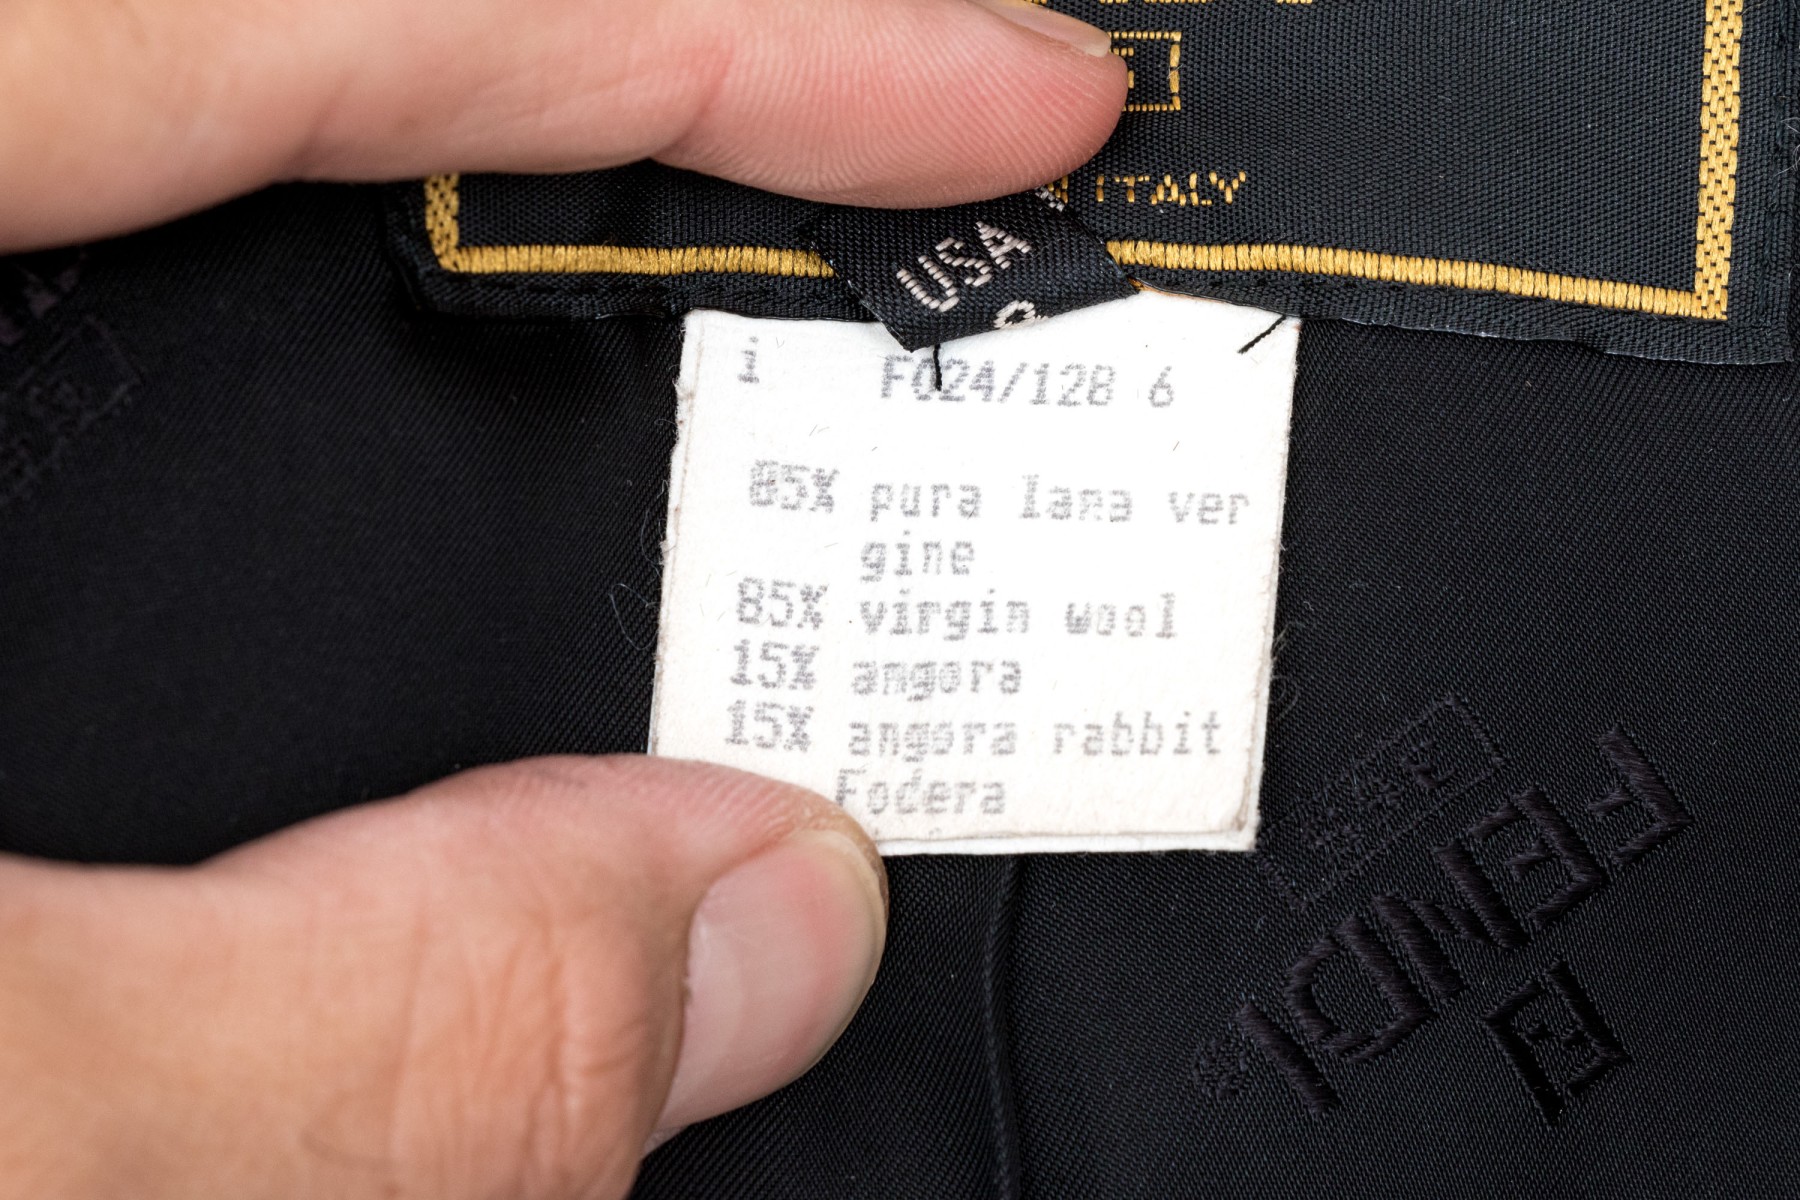 ITALY
USA
1 F024/128 6
85% pura lana ver
gine
85% virgin wool
15% angora
15% angora rabbit
Fodera
FENDI